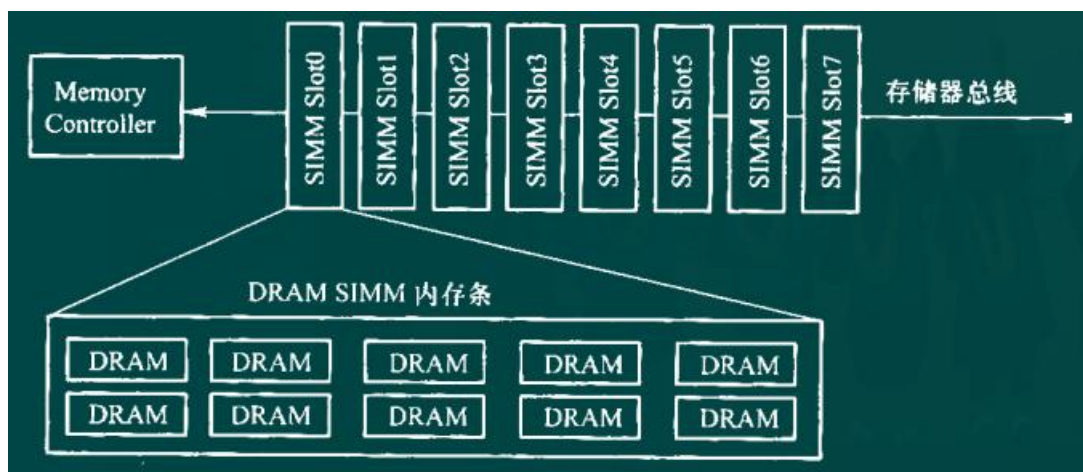 Memory
Controller
SIMM Slot0
SIMM Slot1
SIMM Slot2
SIMM Slot3
SIMM Slot4
SIMM Slot5
SIMM Slot6
SIMM Slot7
存储器总线
DRAM SIMM 内存条
DRAM DRAM DRAM DRAM DRAM
DRAM DRAM DRAM DRAM DRAM